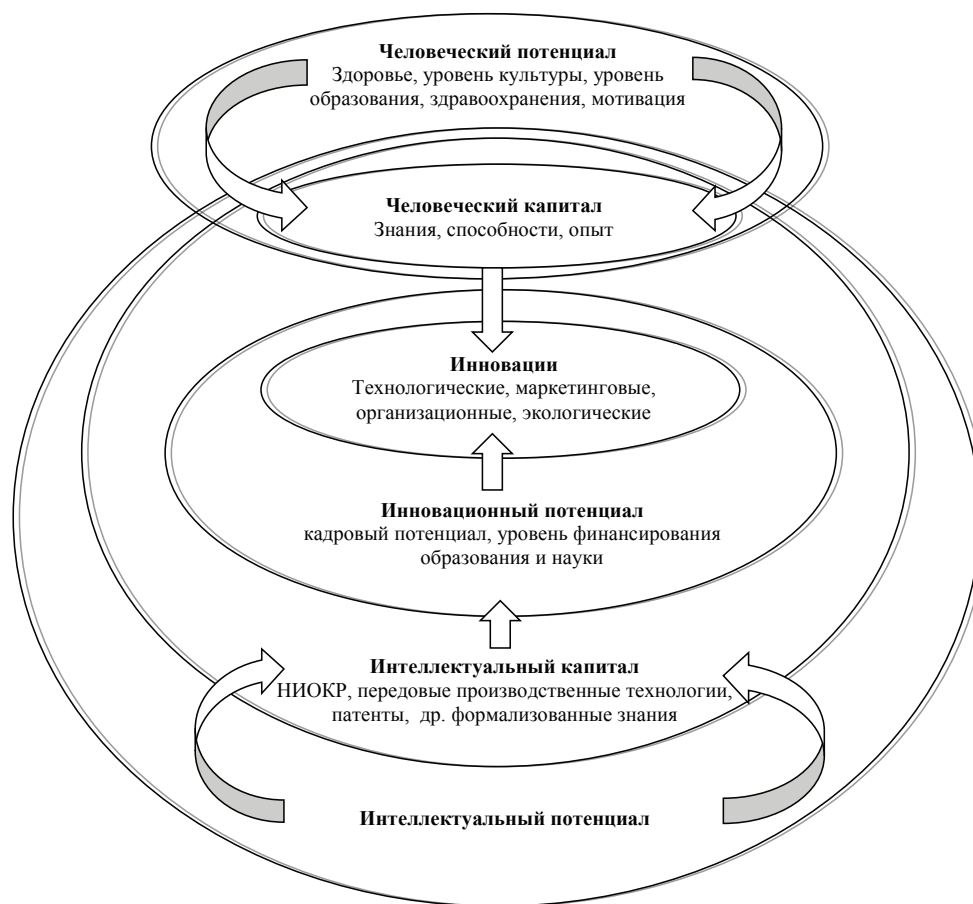 Человеческий потенциал
Здоровье, уровень культуры, уровень
образования, здравоохранения, мотивация
Человеческий капитал
Знания, способности, опыт
Инновации
Технологические, маркетинговые,
организационные, экологические
Инновационный потенциал
кадровый потенциал, уровень финансирования
образования и науки
Интеллектуальный капитал
НИОКР, передовые производственные технологии,
патенты,  др. формализованные знания
Интеллектуальный потенциал